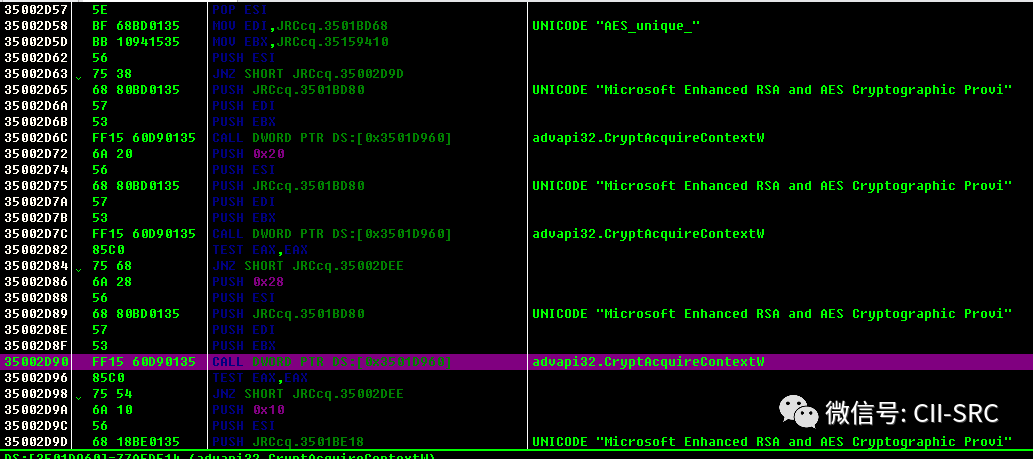 35002D57 5E POP ESI
35002D58 BF 68BD0135 MOV EDI,JRCcq.3501BD68 UNICODE "AES_unique_"
35002D5D BB 10941535 MOV EBX,JRCcq.35159410
35002D62 56 PUSH ESI
35002D63 75 38 JNZ SHORT JRCcq.35002D9D
35002D65 68 80BD0135 PUSH JRCcq.3501BD80 UNICODE "Microsoft Enhanced RSA and AES Cryptographic Provi"
35002D6A 57 PUSH EDI
35002D6B 53 PUSH EBX
35002D6C FF15 60D90135 CALL DWORD PTR DS:[0x3501D960] advapi32.CryptAcquireContextW
35002D72 6A 20 PUSH 0x20
35002D74 56 PUSH ESI
35002D75 68 80BD0135 PUSH JRCcq.3501BD80 UNICODE "Microsoft Enhanced RSA and AES Cryptographic Provi"
35002D7A 57 PUSH EDI
35002D7B 53 PUSH EBX
35002D7C FF15 60D90135 CALL DWORD PTR DS:[0x3501D960] advapi32.CryptAcquireContextW
35002D82 85C0 TEST EAX,EAX
35002D84 75 68 JNZ SHORT JRCcq.35002DEE
35002D86 6A 28 PUSH 0x28
35002D88 56 PUSH ESI
35002D89 68 80BD0135 PUSH JRCcq.3501BD80 UNICODE "Microsoft Enhanced RSA and AES Cryptographic Provi"
35002D8E 57 PUSH EDI
35002D8F 53 PUSH EBX
35002D90 FF15 60D90135 CALL DWORD PTR DS:[0x3501D960] advapi32.CryptAcquireContextW
35002D96 85C0 TEST EAX,EAX
35002D98 75 54 JNZ SHORT JRCcq.35002DEE
35002D9A 6A 10 PUSH 0x10
35002D9C 56 PUSH ESI
35002D9D 68 18BE0135 PUSH JRCcq.3501BE18 UNICODE "Microsoft Enhanced RSA and AES Cryptographic Provi"
微信号: CII-SRC